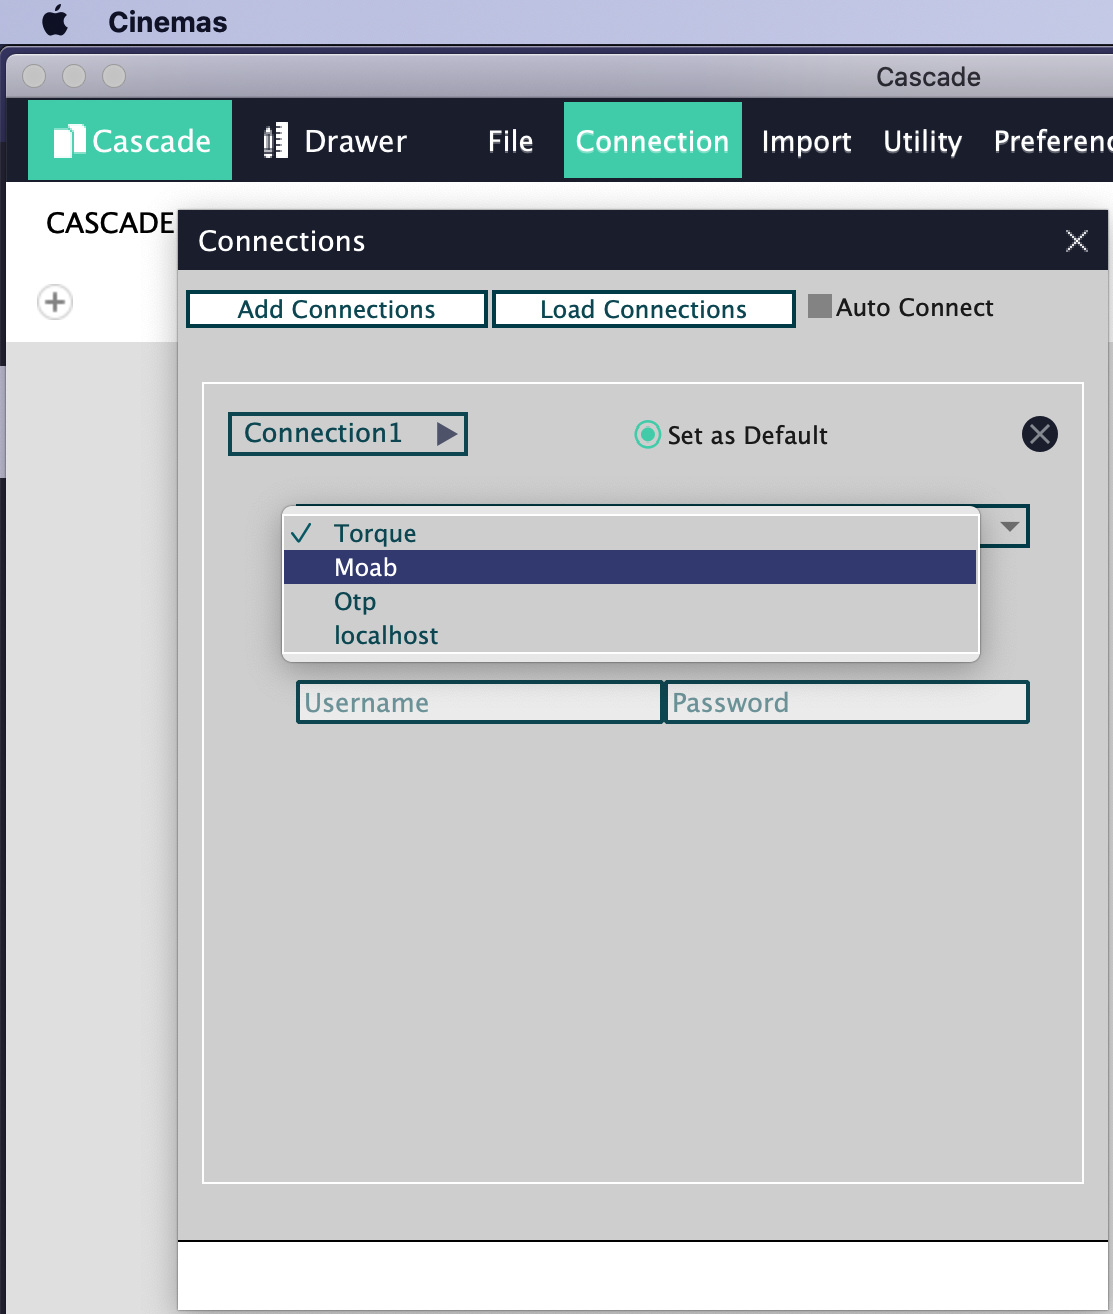 Cinemas
Cascade
Cascade Drawer File Connection Import Utility Preferenc
CASCADE
Connections
Add Connections Load Connections Auto Connect
Connection1 Set as Default
Torque
Moab
Otp
localhost
Username Password